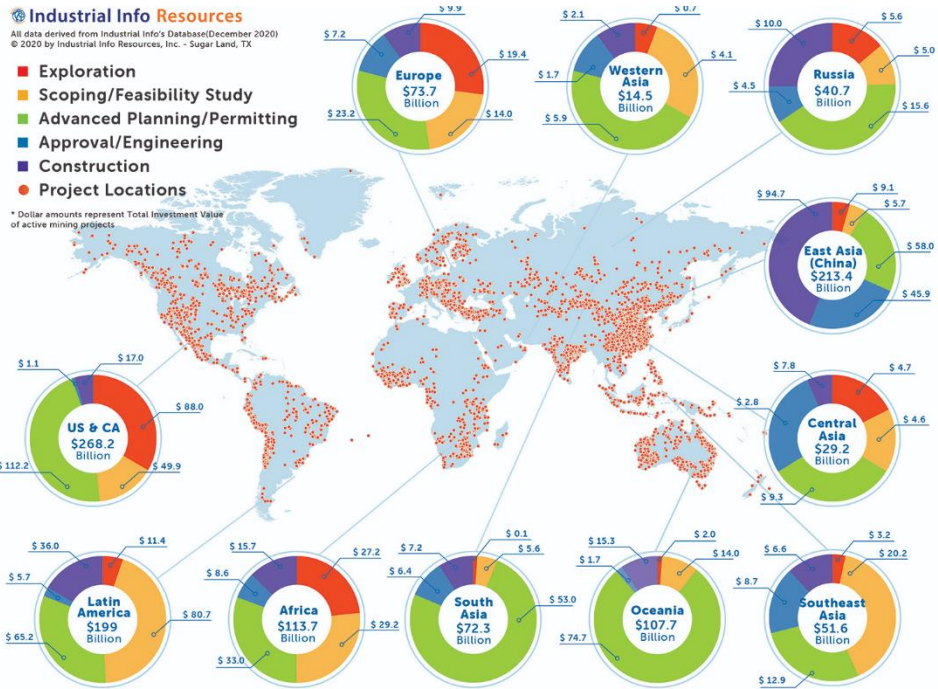 Industrial Info Resources
All data derived from Industrial Info's Database(December 2020)
© 2020 by Industrial Info Resources, Inc. - Sugar Land, TX
Exploration
Scoping/Feasibility Study
Advanced Planning/Permitting
Approval/Engineering
Construction
Project Locations
* Dollar amounts represent Total Investment Value
of active mining projects
$ 9.9
$ 7.2
$ 19.4
Europe
$73.7
Billion
$ 23.2
$ 14.0
$ 2.1
$ 0.7
$ 4.1
Western
Asia
$14.5
Billion
$ 1.7
$ 5.9
$ 10.0
$ 5.6
$ 5.0
Russia
$40.7
Billion
$ 4.5
$ 15.6
$ 94.7
$ 9.1
$ 5.7
East Asia
(China)
$213.4
Billion
$ 58.0
$ 45.9
$ 1.1
$ 17.0
$ 88.0
US & CA
$268.2
Billion
$ 112.2
$ 49.9
$ 7.8
$ 4.7
$ 2.8
$ 4.6
Central
Asia
$29.2
Billion
$ 9.3
$ 36.0
$ 11.4
$ 5.7
Latin
America
$199
Billion
$ 80.7
$ 65.2
$ 15.7
$ 27.2
$ 8.6
Africa
$113.7
Billion
$ 29.2
$ 33.0
$ 7.2
$ 0.1
$ 5.6
$ 6.4
South
Asia
$72.3
Billion
$ 53.0
$ 15.3
$ 2.0
$ 1.7
$ 14.0
Oceania
$107.7
Billion
$ 74.7
$ 6.6
$ 3.2
$ 20.2
$ 8.7
Southeast
Asia
$51.6
Billion
$ 12.9